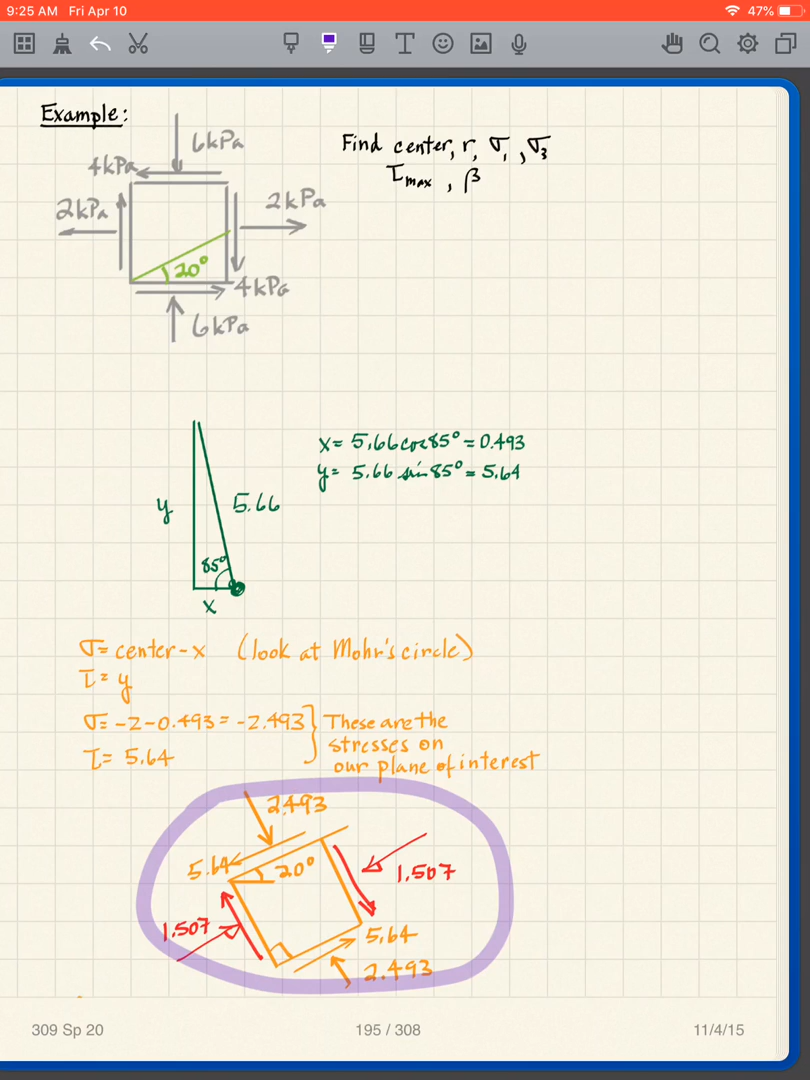 9:25 AM Fri Apr 10
47%
Example:
6kPa
Find center, r, σ₁, σ₃
τmax, β
4kPa
2kPa
2kPa
20°
4kPa
6kPa
x= 5.66 cos85° = 0.493
y= 5.66 sin85° = 5.64
y
5.66
85°
x
σ= center-x (look at Mohr's circle)
τ= y
σ= -2-0.493 = -2.493 } These are the
stresses on
τ= 5.64
our plane of interest
2.493
5.64
20°
1.507
1.507
5.64
2.493
309 Sp 20
195 / 308
11/4/15